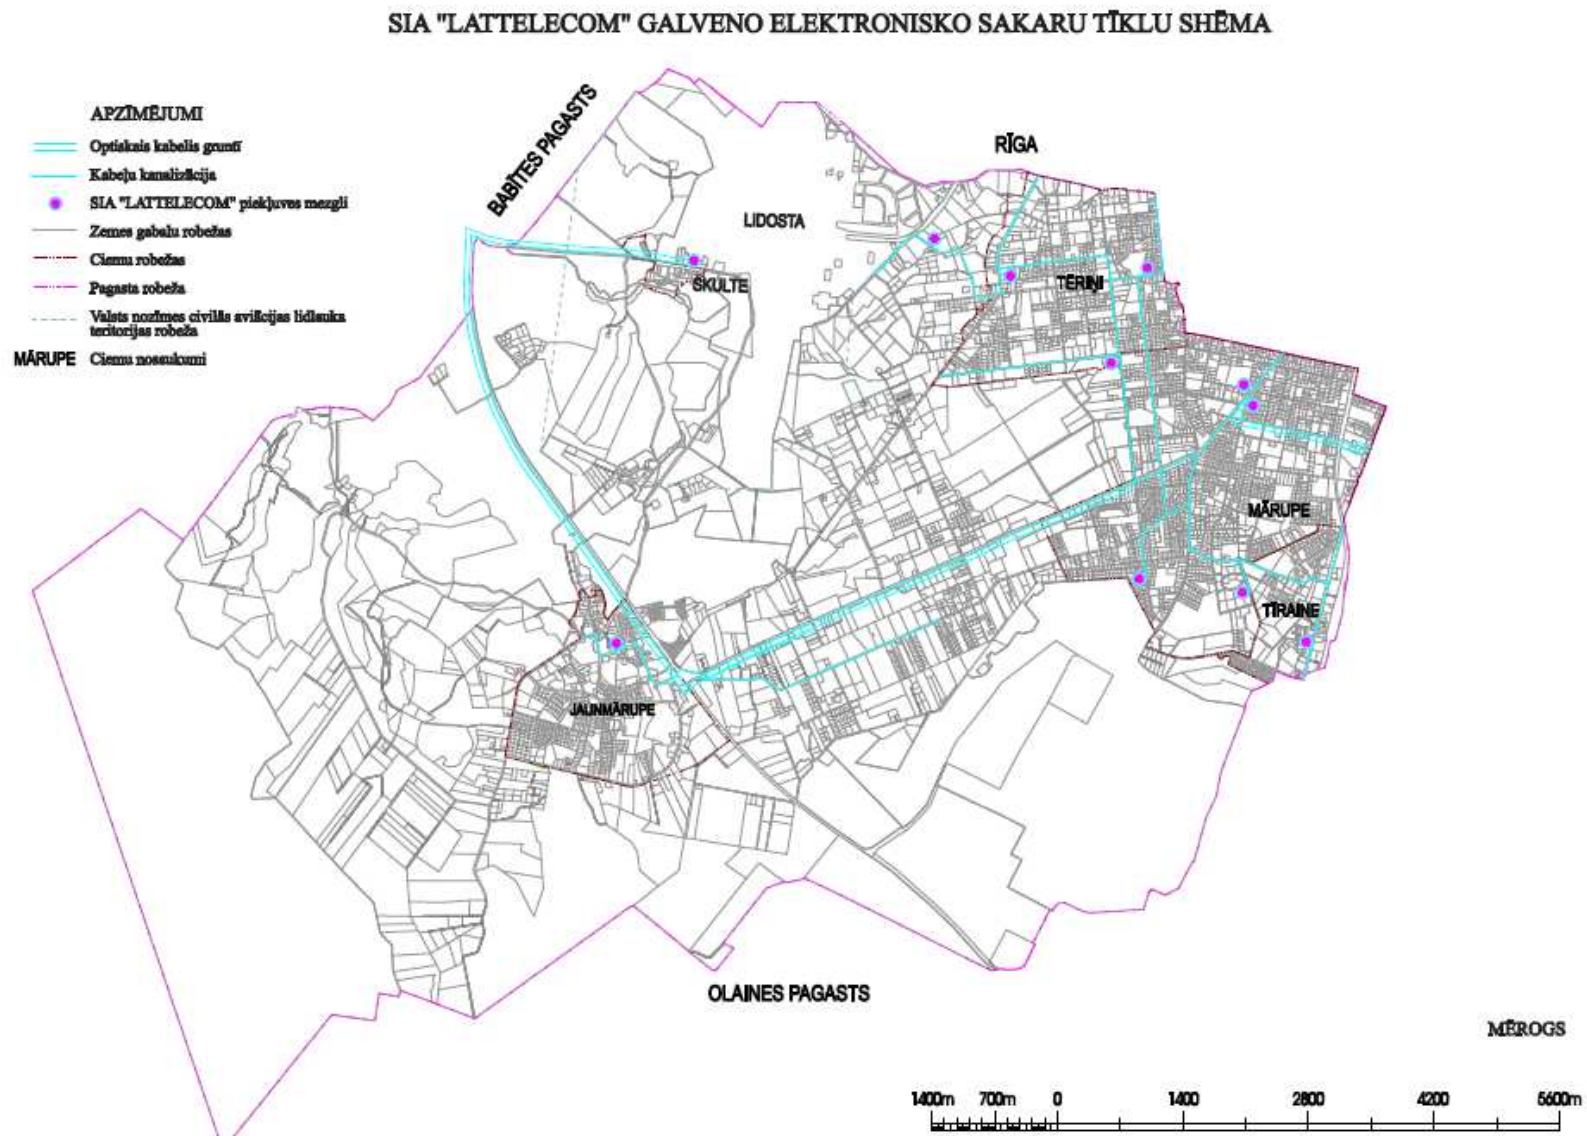 SIA "LATTELECOM" GALVENO ELEKTRONISKO SAKARU TĪKLU SHĒMA
APZĪMĒJUMI
Optiskais kabelis gruntī
Kabeļu kanalizācija
SIA "LATTELECOM" piekļuves mezgli
Zemes gabalu robežas
Ciemu robežas
Pagasta robeža
Valsts nozīmes civilās aviācijas lidlauka
teritorijas robeža
MĀRUPE Ciemu nosaukumi
BABĪTES PAGASTS
RĪGA
LIDOSTA
SKULTE
TĒRIŅI
MĀRUPE
TĪRAINE
JAUNMĀRUPE
OLAINES PAGASTS
MĒROGS
1400m 700m 0 1400 2800 4200 5600m